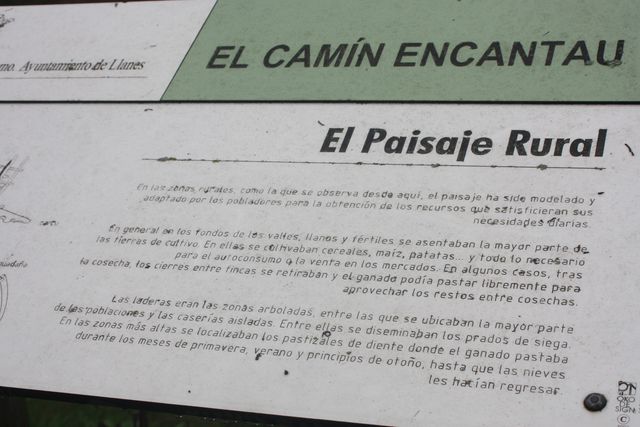 mo. Ayuntamiento de Llanes
EL CAMÍN ENCANTAU
El Paisaje Rural
En las zonas rurales, como la que se observa desde aquí, el paisaje ha sido modelado y
adaptado por los pobladores para la obtención de los recursos que satisficieran sus
necesidades diarias.
En general en los fondos de los valles, llanos y fértiles se asentaban la mayor parte de
las tierras de cultivo. En ellas se cultivaban cereales, maíz, patatas... y todo lo necesario
para el autoconsumo o la venta en los mercados. En algunos casos, tras
la cosecha, los cierres entre fincas se retiraban y el ganado podía pastar libremente para
aprovechar los restos entre cosechas.
Las laderas eran las zonas arboladas, entre las que se ubicaban la mayor parte
de las poblaciones y las caserías aisladas. Entre ellas se diseminaban los prados de siega.
En las zonas más altas se localizaban los pastizales de diente donde el ganado pastaba
durante los meses de primavera, verano y principios de otoño, hasta que las nieves
les hacían regresar.
OKO
DE
SIGN
©